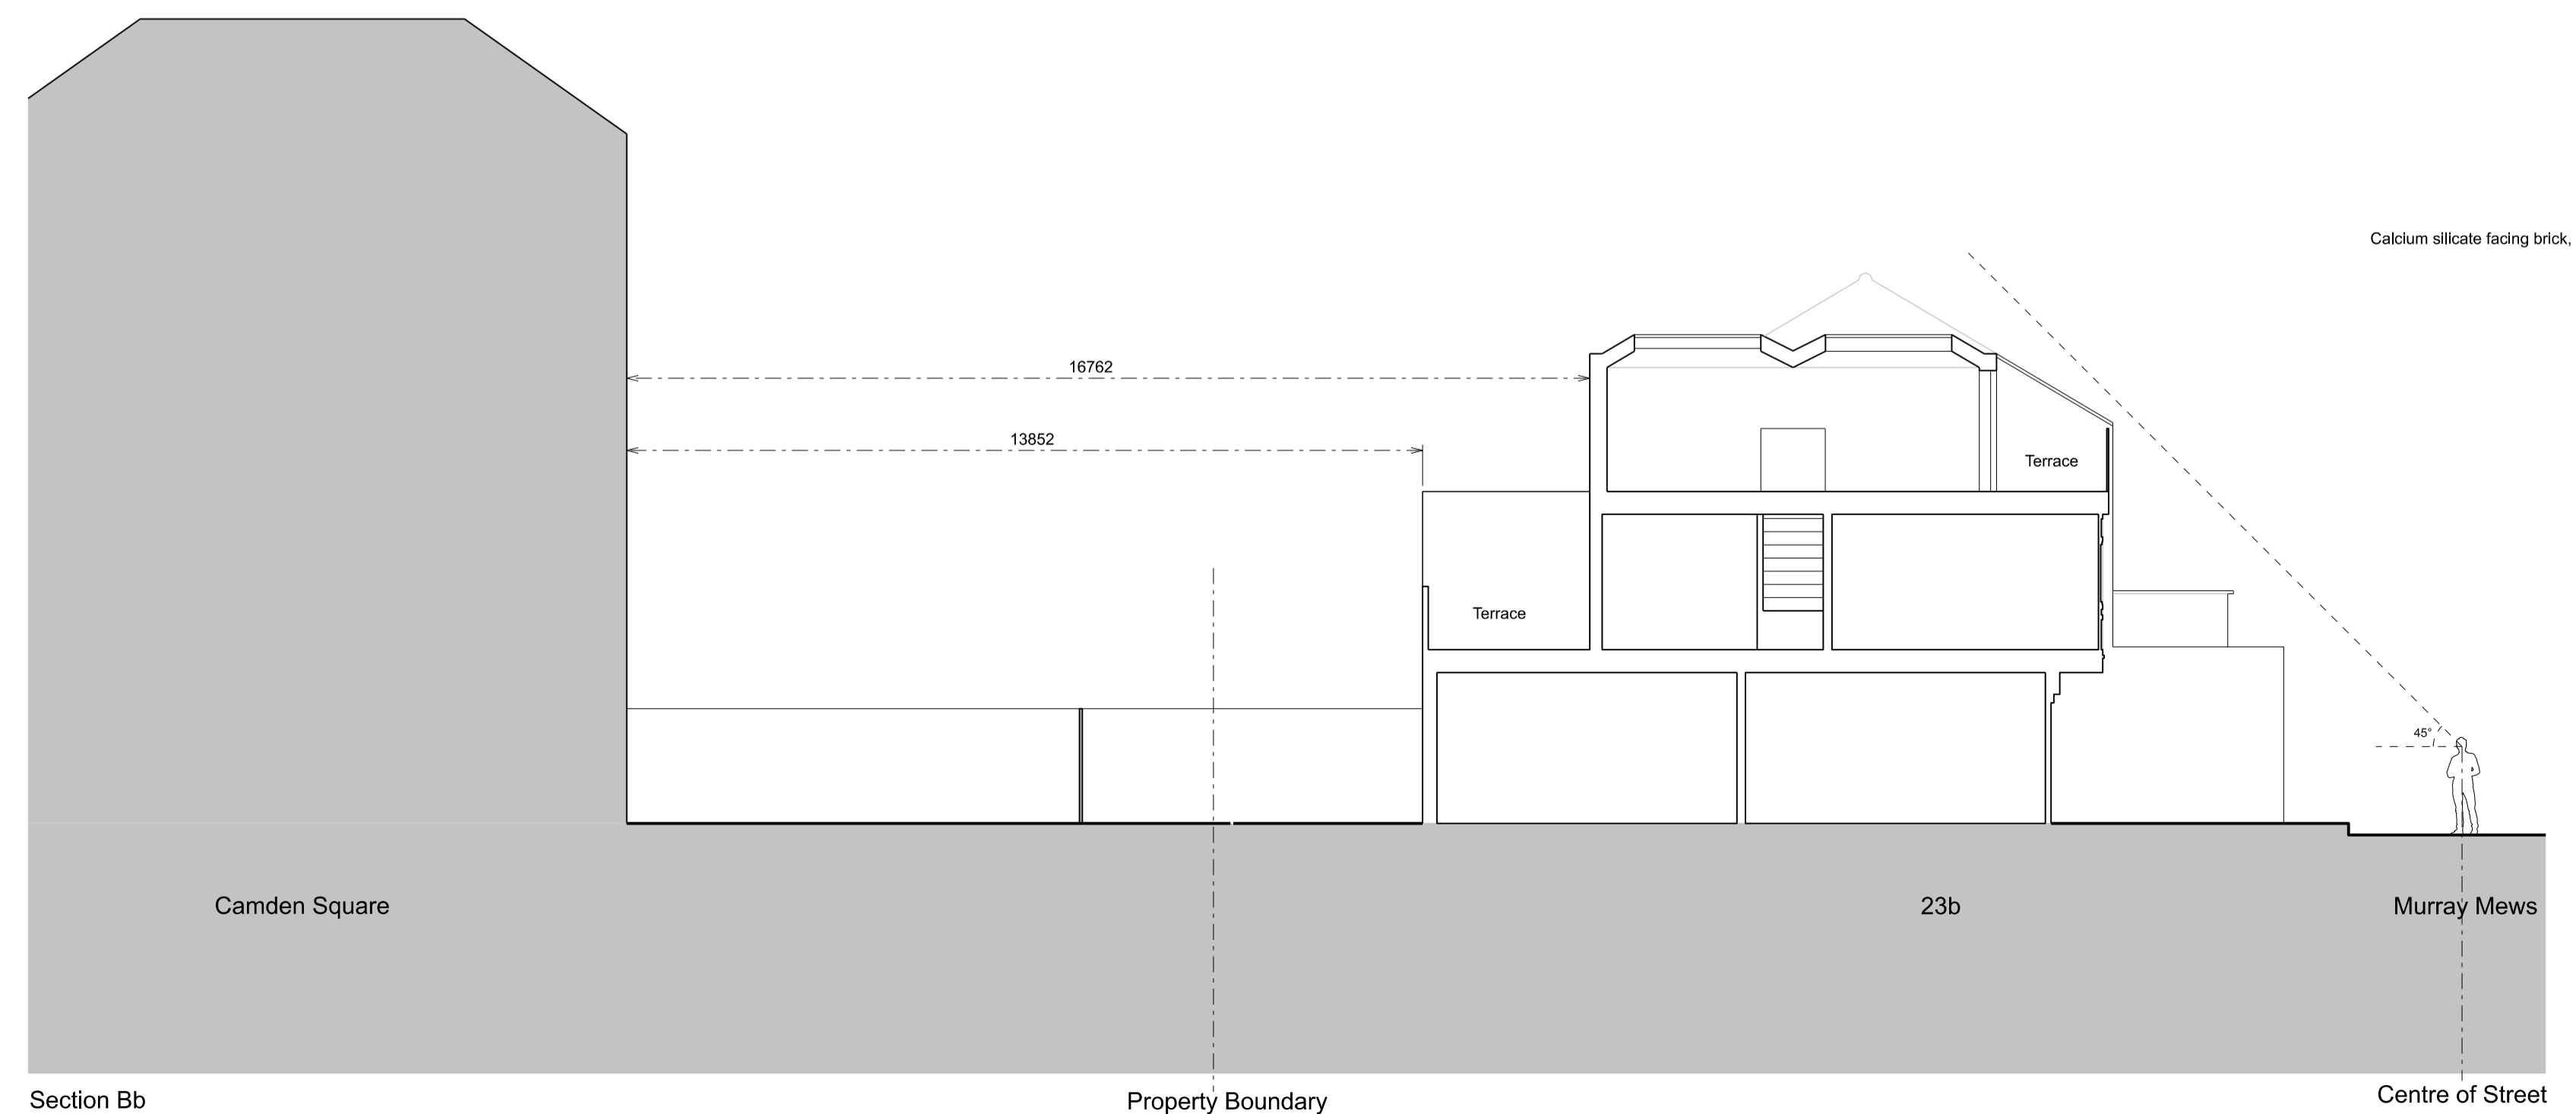 Calcium silicate facing brick,
16762
13852
Terrace
Terrace
45°
Camden Square
23b
Murray Mews
Section Bb
Property Boundary
Centre of Street